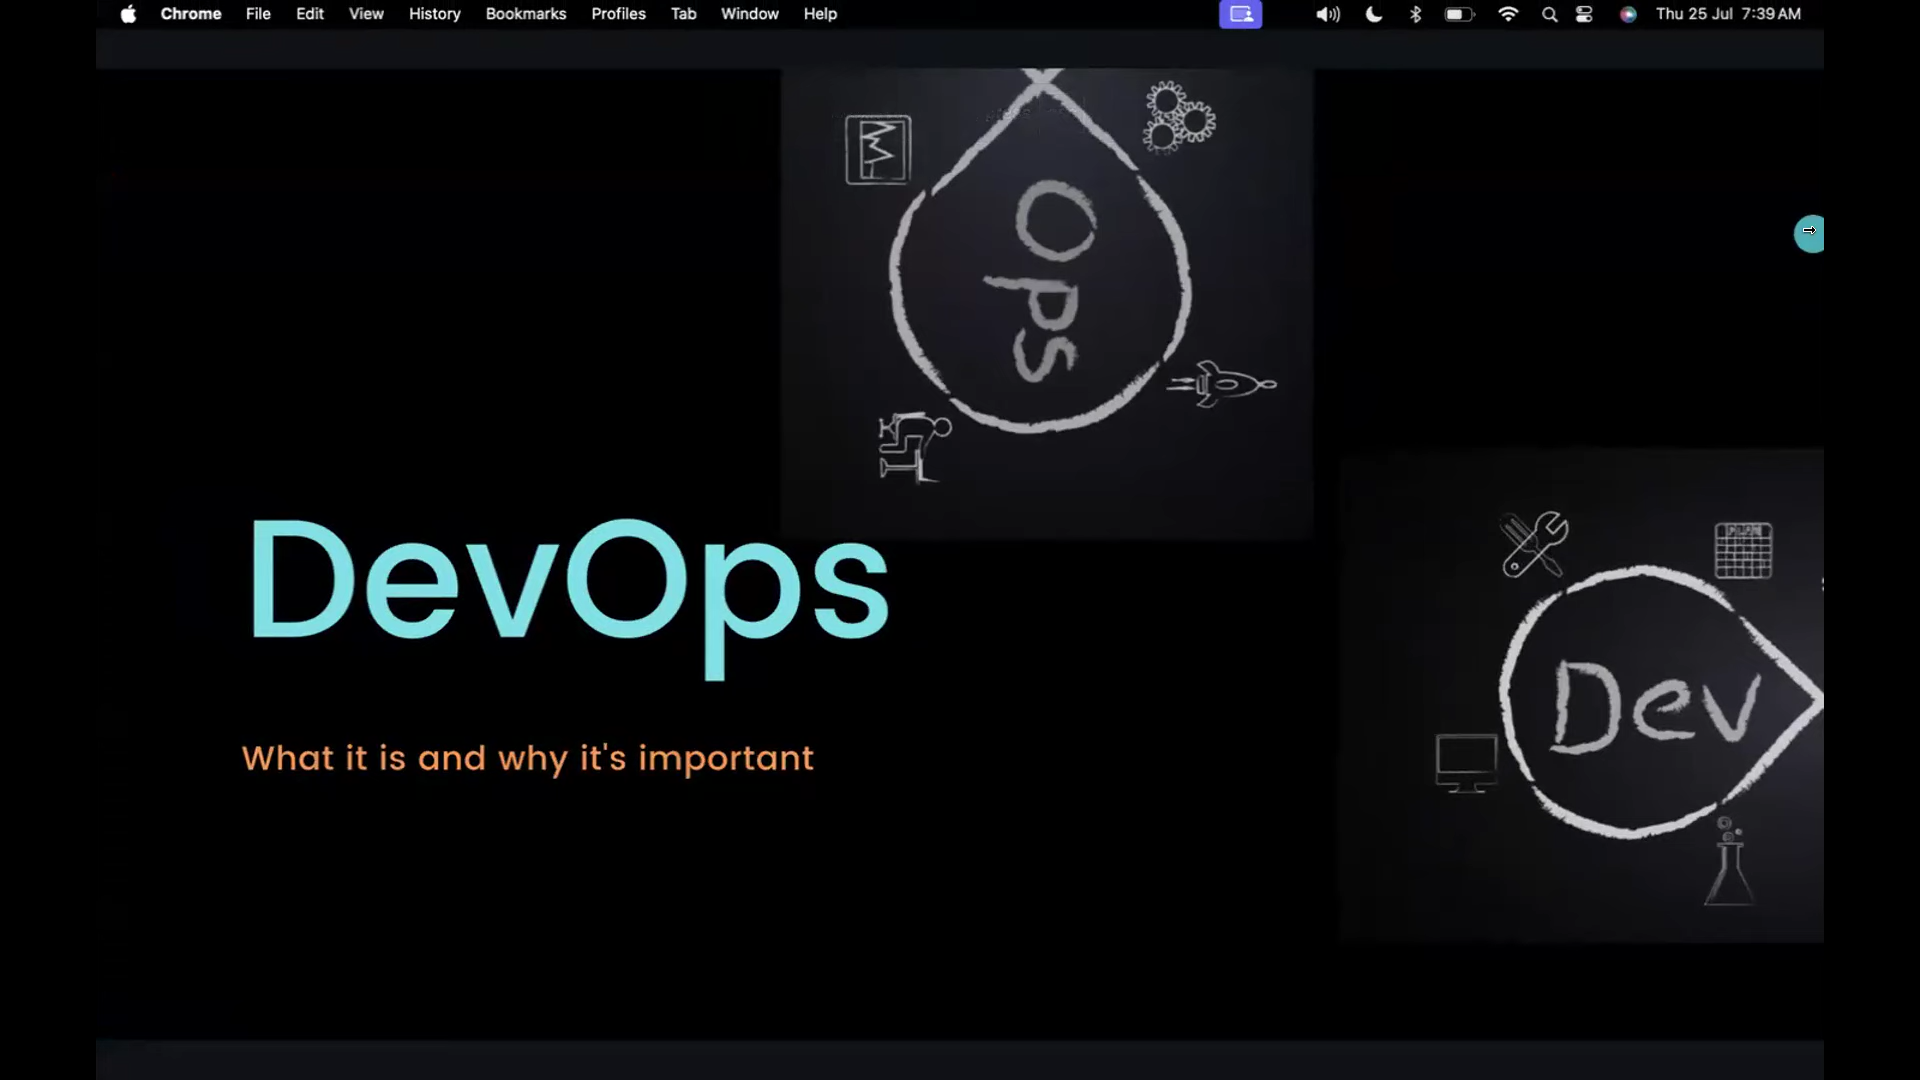 Chrome File Edit View History Bookmarks Profiles Tab Window Help Thu 25 Jul 7:39 AM
Ops
DevOps
Dev
What it is and why it's important